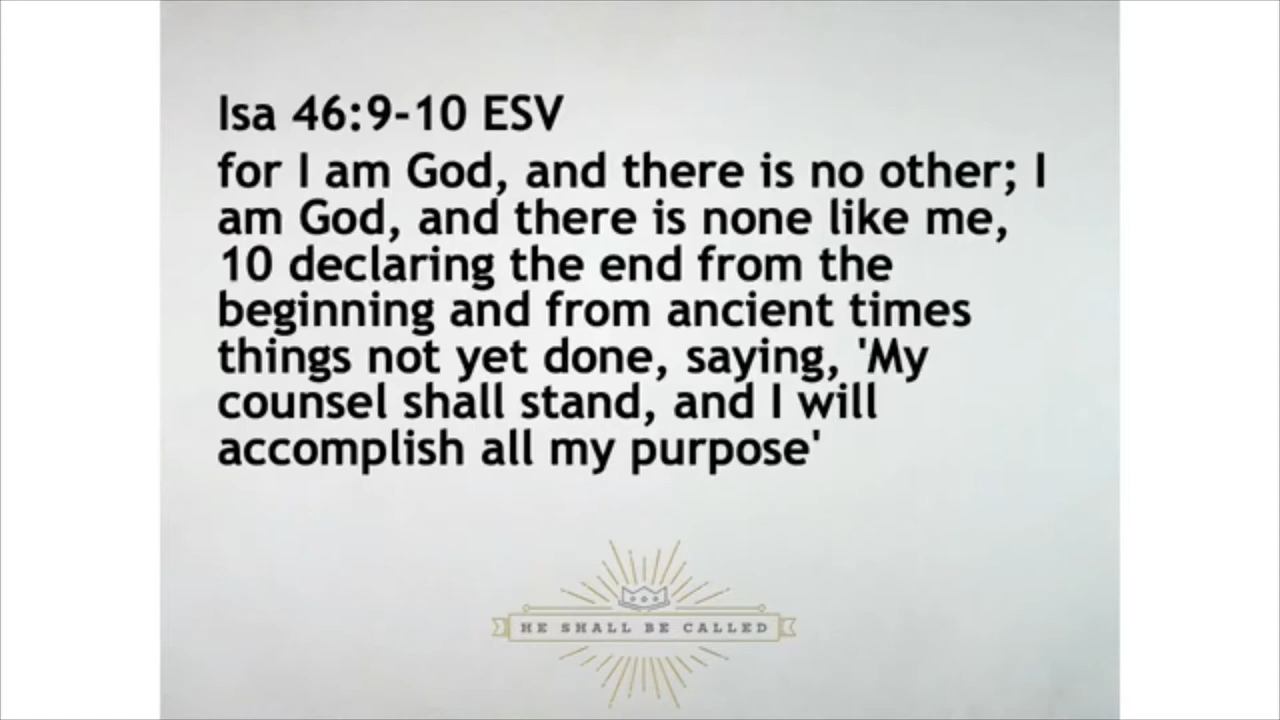 Isa 46:9-10 ESV
for I am God, and there is no other; I
am God, and there is none like me,
10 declaring the end from the
beginning and from ancient times
things not yet done, saying, 'My
counsel shall stand, and I will
accomplish all my purpose'
HE SHALL BE CALLED